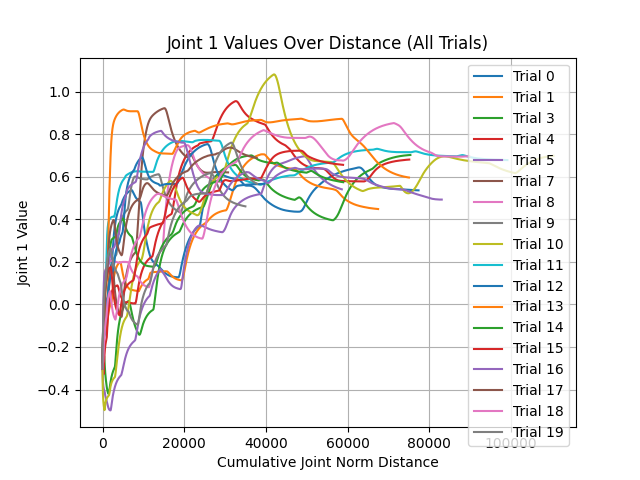 Joint 1 Values Over Distance (All Trials)
Joint 1 Value
1.0
0.8
0.6
0.4
0.2
0.0
−0.2
−0.4
0
20000
40000
60000
80000
100000
Cumulative Joint Norm Distance
Trial 0
Trial 1
Trial 3
Trial 4
Trial 5
Trial 7
Trial 8
Trial 9
Trial 10
Trial 11
Trial 12
Trial 13
Trial 14
Trial 15
Trial 16
Trial 17
Trial 18
Trial 19